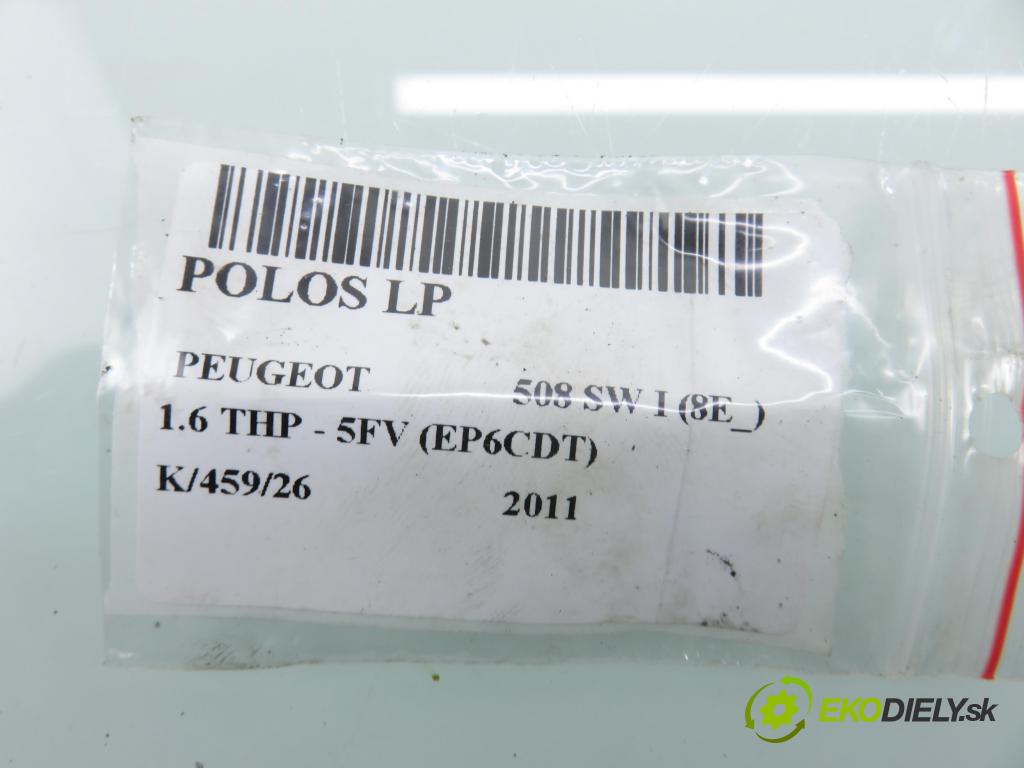 POLOS LP
PEUGEOT 508 SW I (8E_)
1.6 THP - 5FV (EP6CDT)
K/459/26 2011
EKODIELY.sk